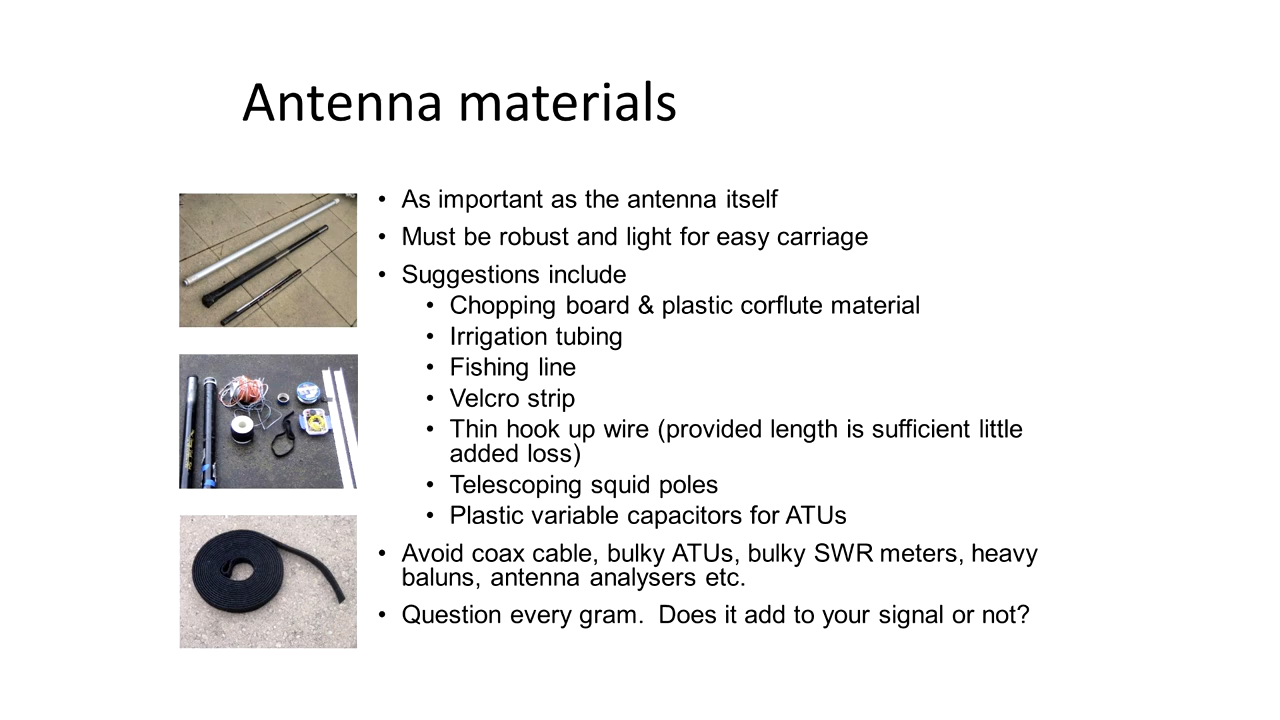 Antenna materials
• As important as the antenna itself
• Must be robust and light for easy carriage
• Suggestions include
• Chopping board & plastic corflute material
• Irrigation tubing
• Fishing line
• Velcro strip
• Thin hook up wire (provided length is sufficient little
added loss)
• Telescoping squid poles
• Plastic variable capacitors for ATUs
• Avoid coax cable, bulky ATUs, bulky SWR meters, heavy
baluns, antenna analysers etc.
• Question every gram.  Does it add to your signal or not?